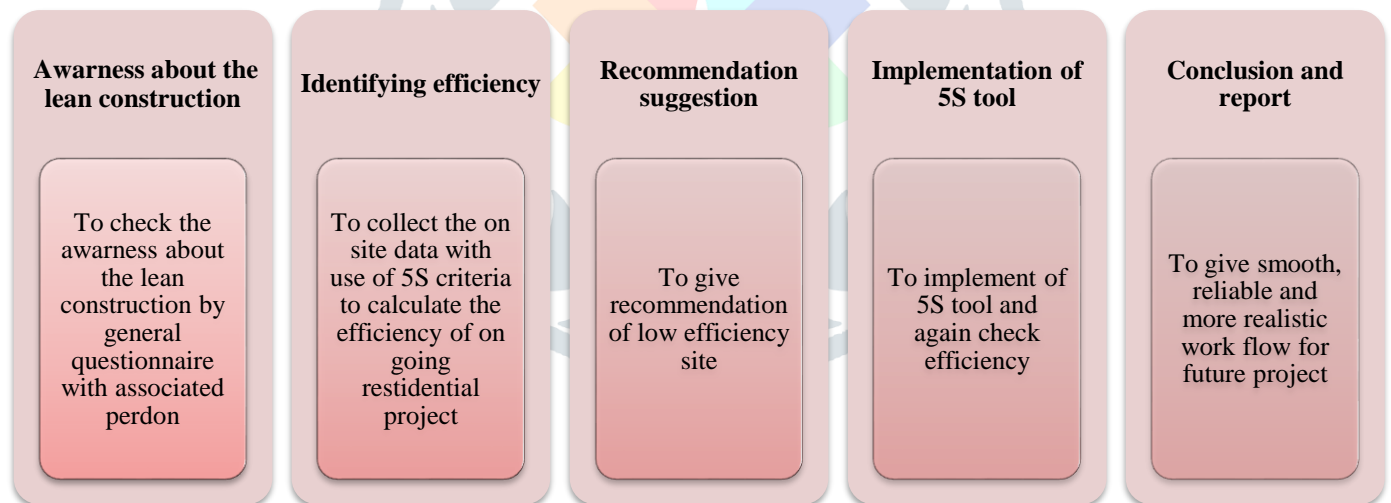 Awarness about the
lean construction
To check the
awarness about
the lean
construction by
general
questionnaire
with associated
perdon
Identifying efficiency
To collect the on
site data with
use of 5S criteria
to calculate the
efficiency of on
going
restidential
project
Recommendation
suggestion
To give
recommendation
of low efficiency
site
Implementation of
5S tool
To implement of
5S tool and
again check
efficiency
Conclusion and
report
To give smooth,
reliable and
more realistic
work flow for
future project